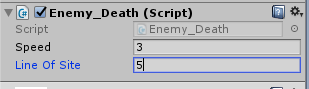 Enemy_Death (Script)
Script Enemy_Death
Speed 3
Line Of Site 5